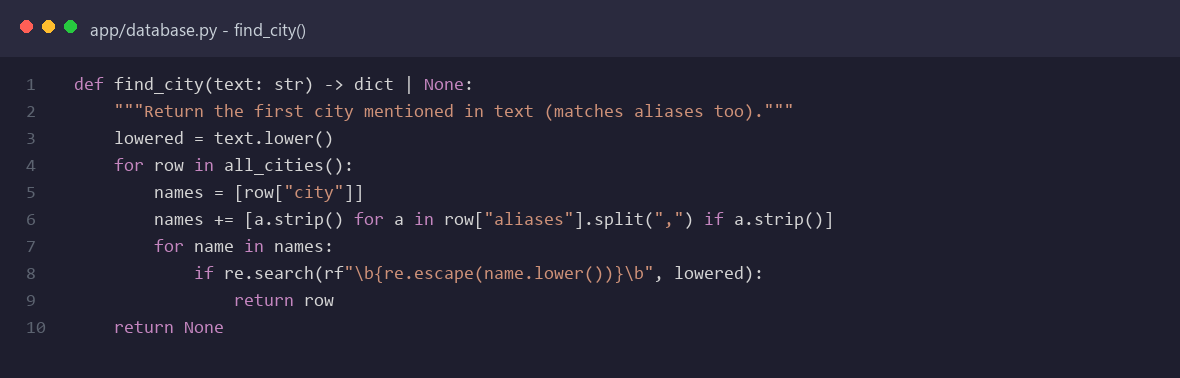 app/database.py - find_city()
1 def find_city(text: str) -> dict | None:
2     """Return the first city mentioned in text (matches aliases too)."""
3     lowered = text.lower()
4     for row in all_cities():
5         names = [row["city"]]
6         names += [a.strip() for a in row["aliases"].split(",") if a.strip()]
7         for name in names:
8             if re.search(rf"\b{re.escape(name.lower())}\b", lowered):
9                 return row
10     return None